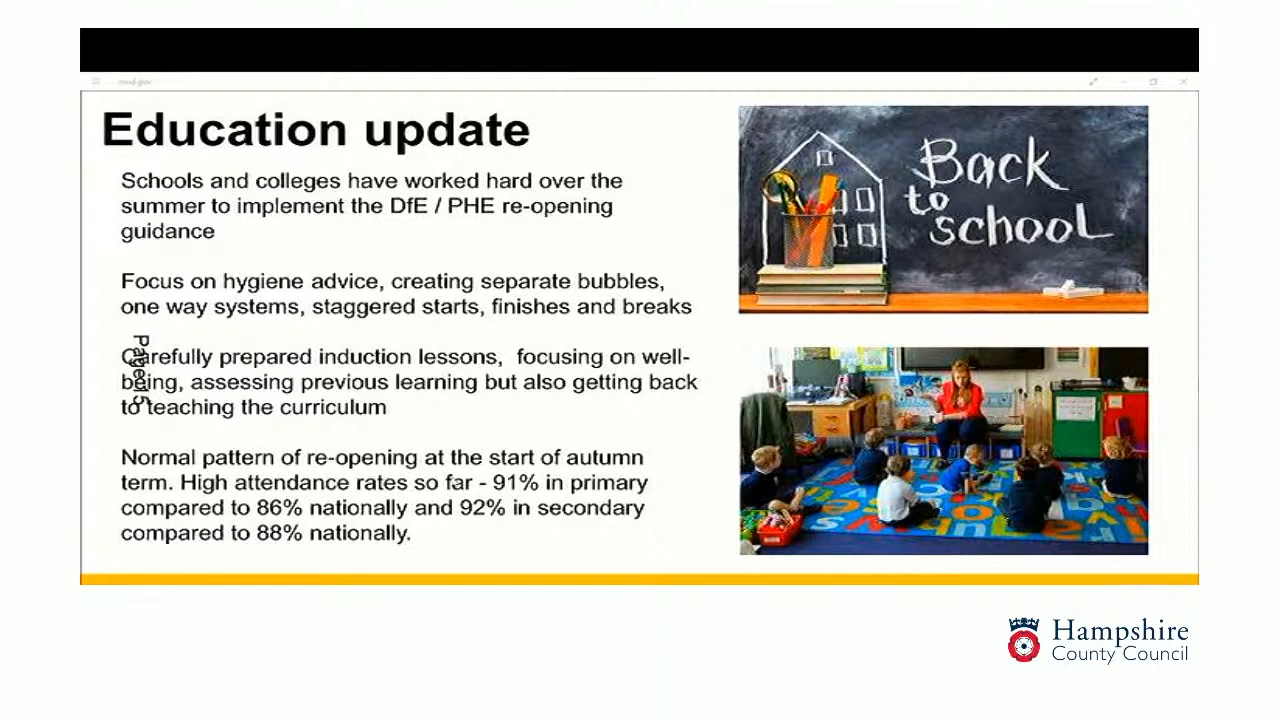 mod.gov
Education update
Schools and colleges have worked hard over the
summer to implement the DfE / PHE re-opening
guidance
Focus on hygiene advice, creating separate bubbles,
one way systems, staggered starts, finishes and breaks
Carefully prepared induction lessons,  focusing on well-
being, assessing previous learning but also getting back
to teaching the curriculum
Normal pattern of re-opening at the start of autumn
term. High attendance rates so far - 91% in primary
compared to 86% nationally and 92% in secondary
compared to 88% nationally.
Page 5
Back
to
school
Hampshire
County Council